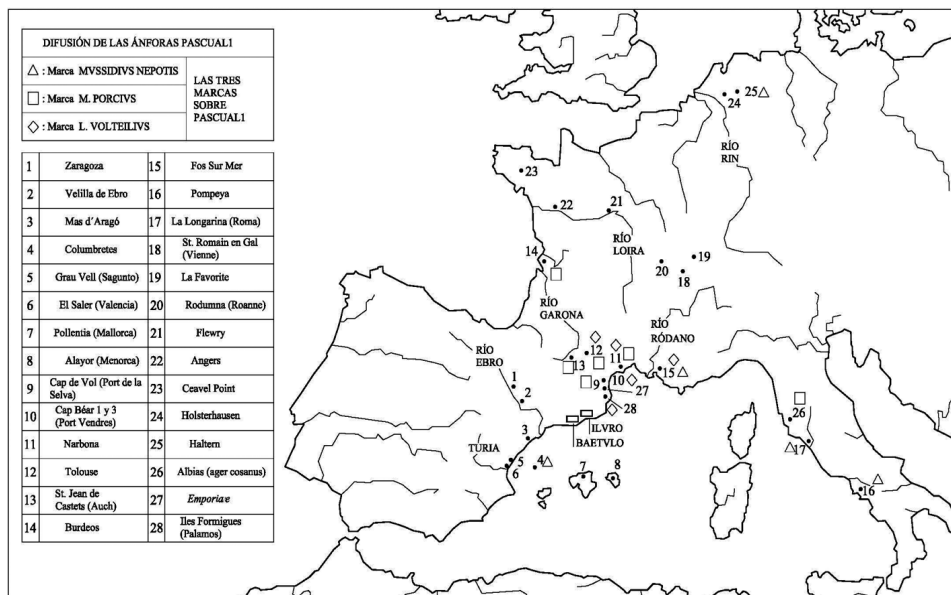 DIFUSIÓN DE LAS ÁNFORAS PASCUAL1
: Marca MVSSIDIVS NEPOTIS
: Marca M. PORCIVS
: Marca L. VOLTEILIVS
LAS TRES
MARCAS
SOBRE
PASCUAL1
1 Zaragoza 15 Fos Sur Mer
2 Velilla de Ebro 16 Pompeya
3 Mas d´Aragó 17 La Longarina (Roma)
4 Columbretes 18 St. Romain en Gal
(Vienne)
5 Grau Vell (Sagunto) 19 La Favorite
6 El Saler (Valencia) 20 Rodumna (Roanne)
7 Pollentia (Mallorca) 21 Flewry
8 Alayor (Menorca) 22 Angers
9 Cap de Vol (Port de la
Selva) 23 Ceavel Point
10 Cap Béar 1 y 3
(Port Vendres) 24 Holsterhausen
11 Narbona 25 Haltern
12 Tolouse 26 Albias (ager cosanus)
13 St. Jean de
Castets (Auch) 27 Emporiae
14 Burdeos 28 Iles Formigues
(Palamos)
24 25
RÍO
RIN
23
22 21
RÍO
LOIRA
14
20 19
18
RÍO
GARONA
RÍO
RÓDANO
RÍO
EBRO
12
13 11
15
10
9
27
1
2
28
ILVRO
BAETVLO
26
3
17
TURIA
5
6 4
7 8
16